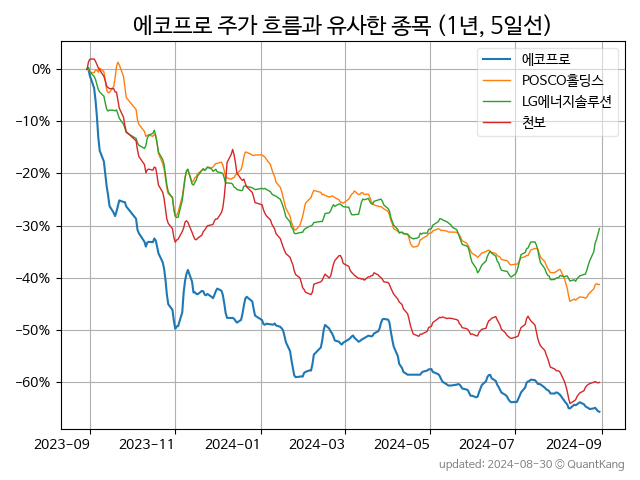 에코프로 주가 흐름과 유사한 종목 (1년, 5일선)
에코프로
POSCO홀딩스
LG에너지솔루션
천보
0%
−10%
−20%
−30%
−40%
−50%
−60%
2023-09 2023-11 2024-01 2024-03 2024-05 2024-07 2024-09
updated: 2024-08-30 © QuantKang